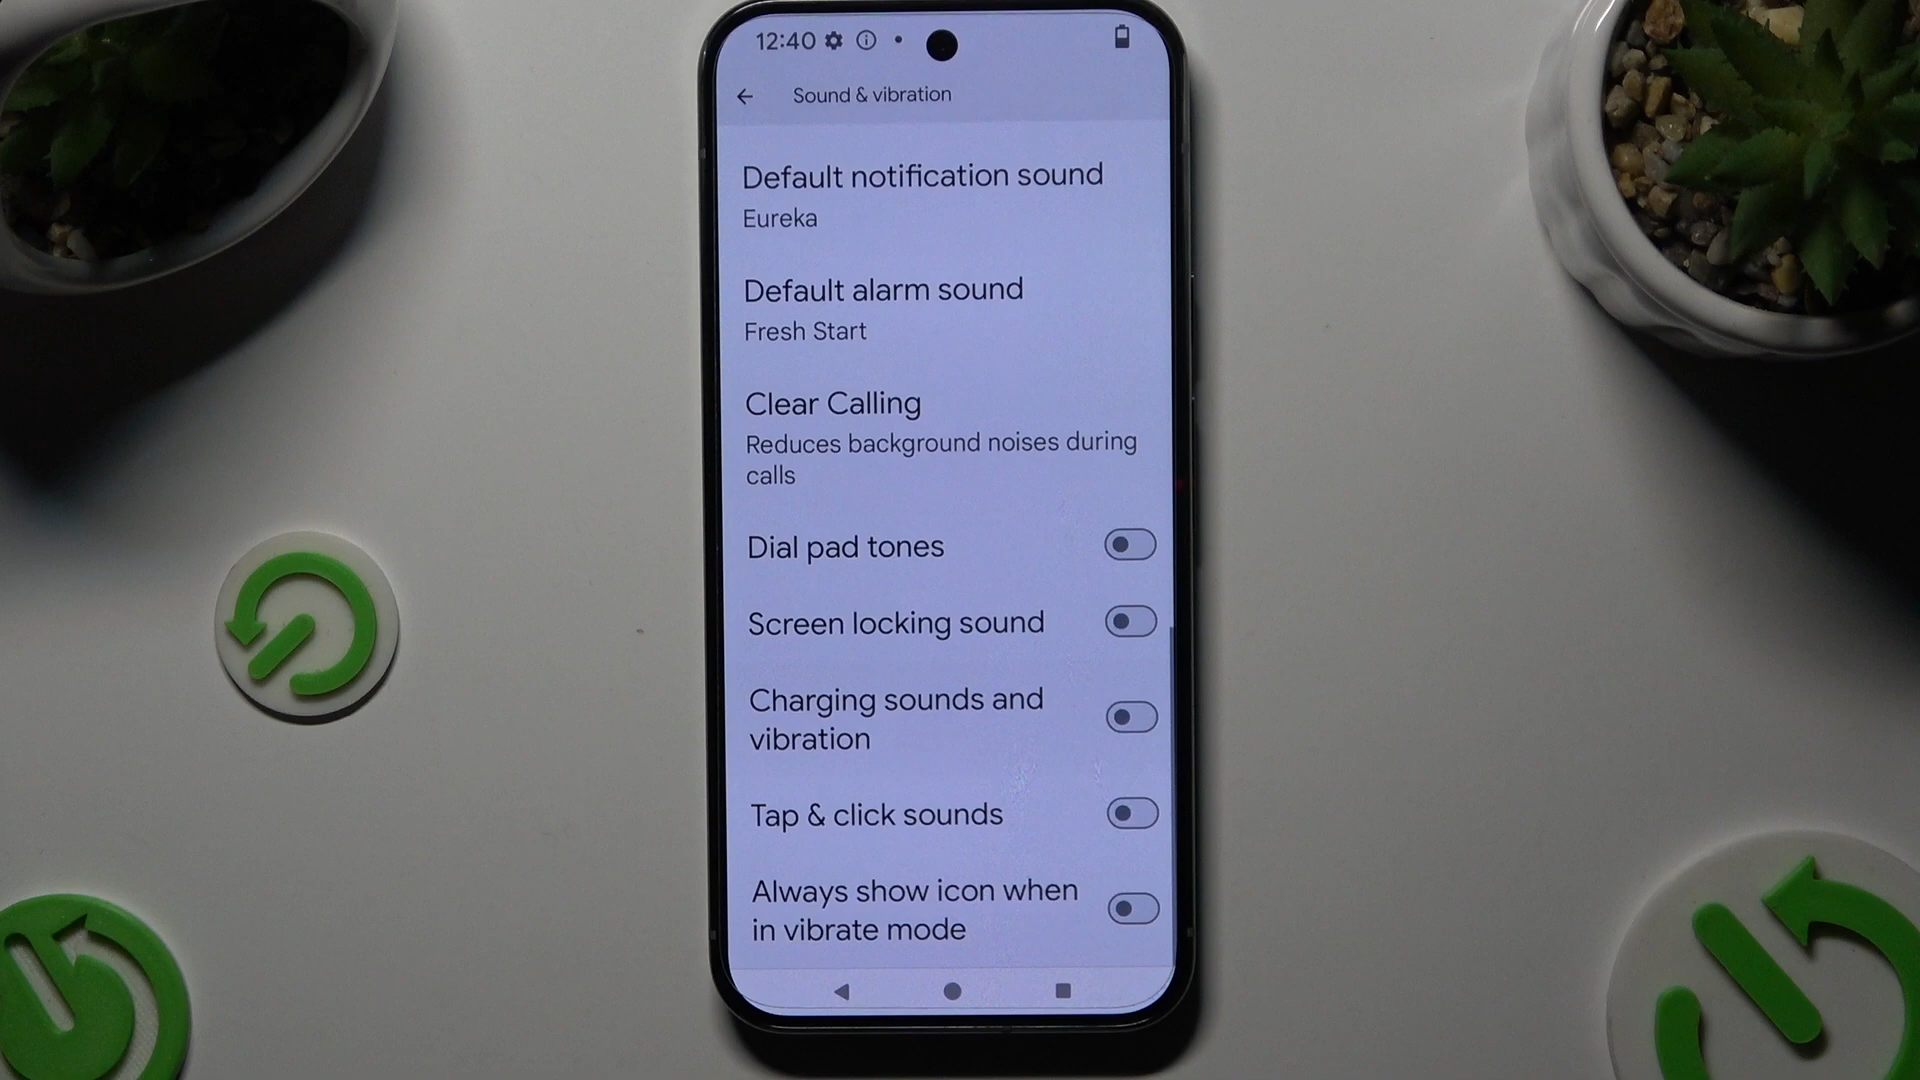 12:40
Sound & vibration
Default notification sound
Eureka
Default alarm sound
Fresh Start
Clear Calling
Reduces background noises during
calls
Dial pad tones
Screen locking sound
Charging sounds and
vibration
Tap & click sounds
Always show icon when
in vibrate mode